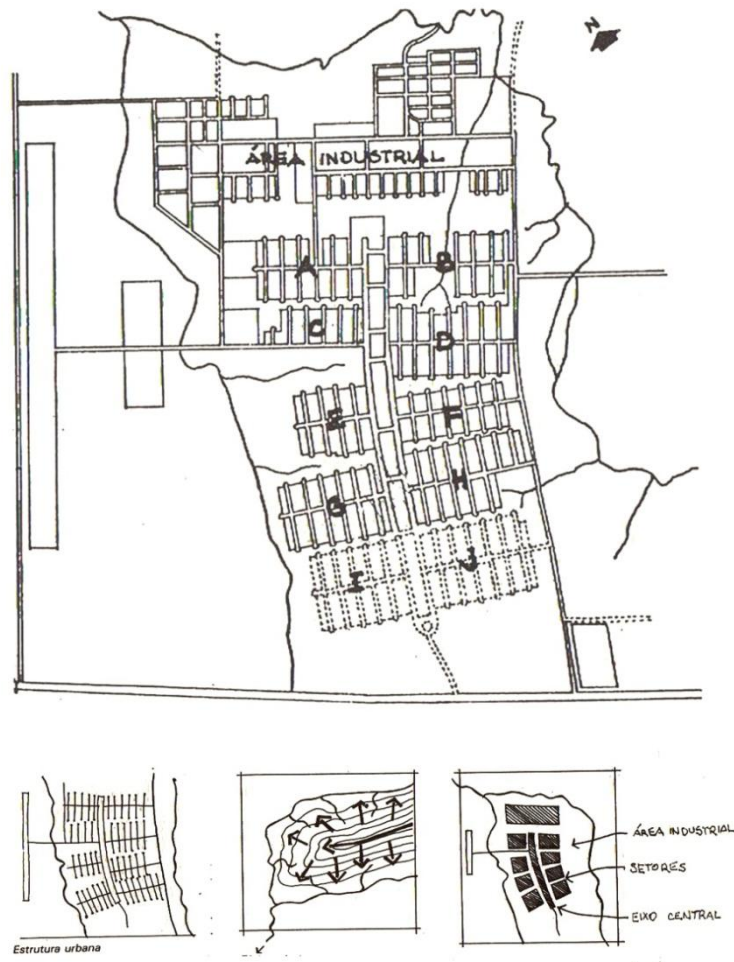 N
ÁREA INDUSTRIAL
A
B
C
D
E
F
G
H
I
J
ÁREA INDUSTRIAL
SETORES
EIXO CENTRAL
Estrutura urbana